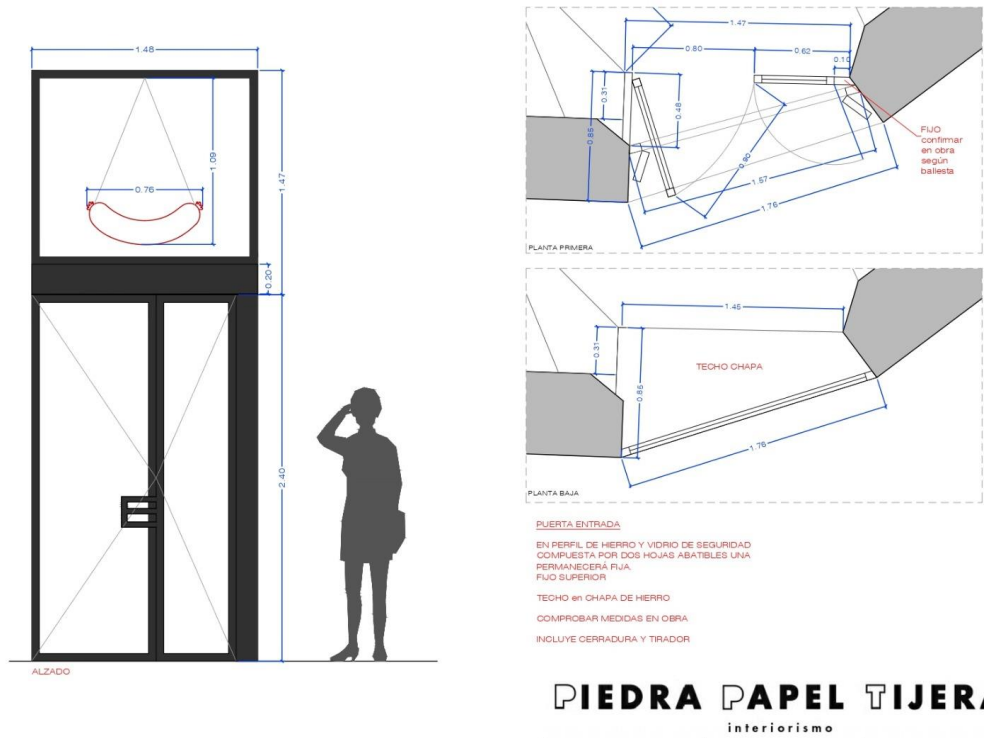 1.48
1.09
0.76
1.47
0.20
2.40
ALZADO
1.47
0.80
0.62
0.10
0.31
0.48
0.85
0.90
1.57
1.76
FIJO
confirmar
en obra
según
ballesta
PLANTA PRIMERA
1.45
0.31
0.85
TECHO CHAPA
1.76
PLANTA BAJA
PUERTA ENTRADA
EN PERFIL DE HIERRO Y VIDRIO DE SEGURIDAD
COMPUESTA POR DOS HOJAS ABATIBLES UNA
PERMANECERÁ FIJA.
FIJO SUPERIOR
TECHO en CHAPA DE HIERRO
COMPROBAR MEDIDAS EN OBRA
INCLUYE CERRADURA Y TIRADOR
PIEDRA PAPEL TIJERA
interiorismo